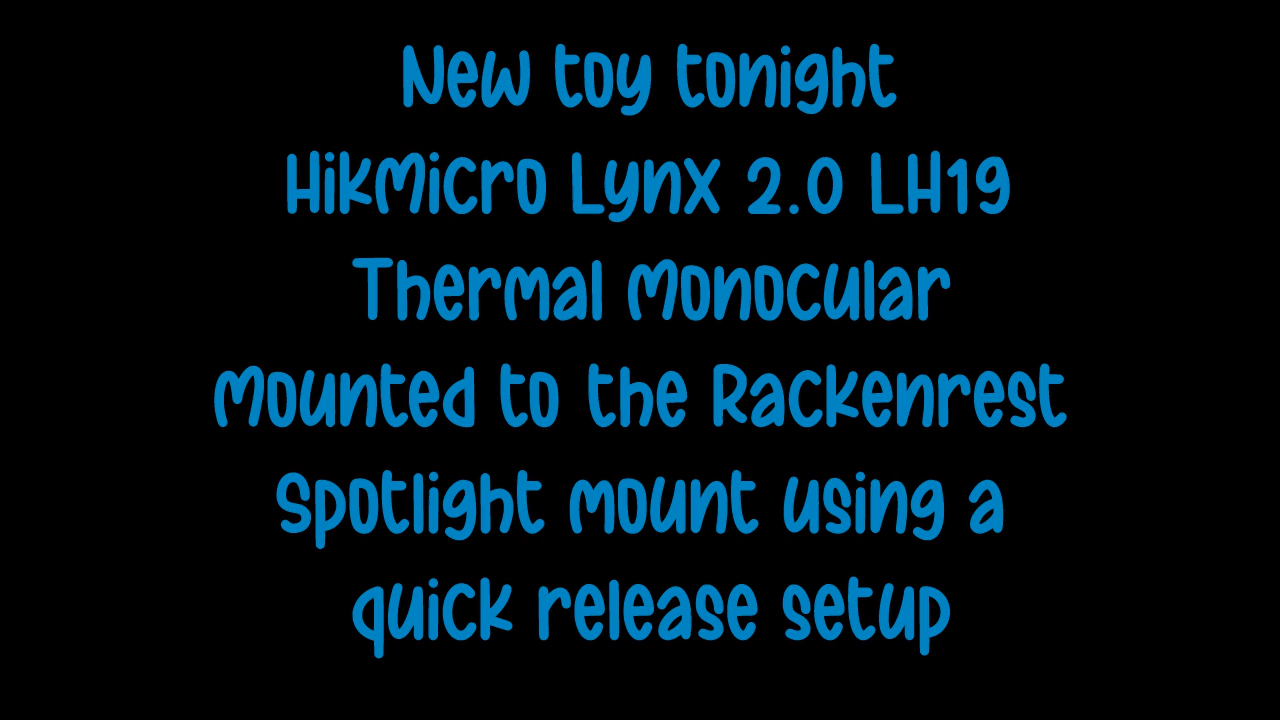 New toy tonight
HikMicro Lynx 2.0 LH19
Thermal Monocular
Mounted to the Rackenrest
Spotlight mount using a
quick release setup